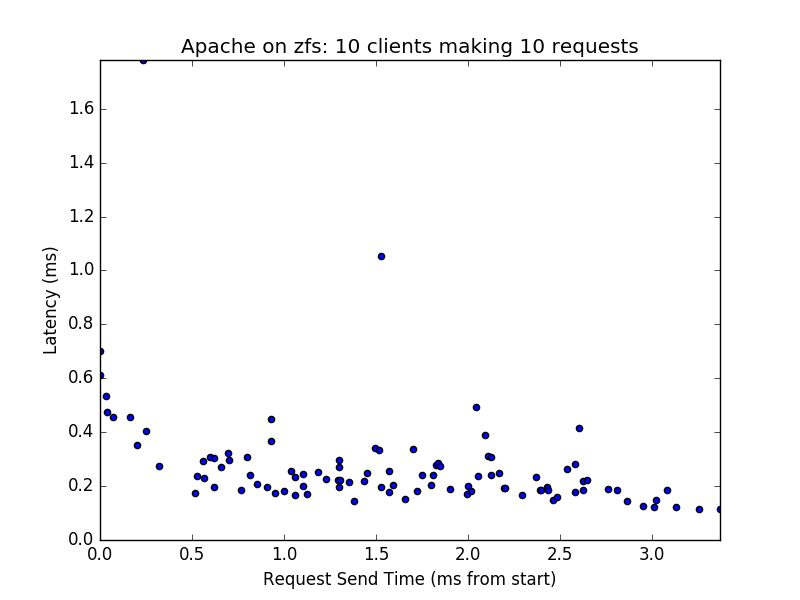 Apache on zfs: 10 clients making 10 requests
1.6
1.4
1.2
1.0
0.8
0.6
0.4
0.2
0.0
Latency (ms)
0.0 0.5 1.0 1.5 2.0 2.5 3.0
Request Send Time (ms from start)